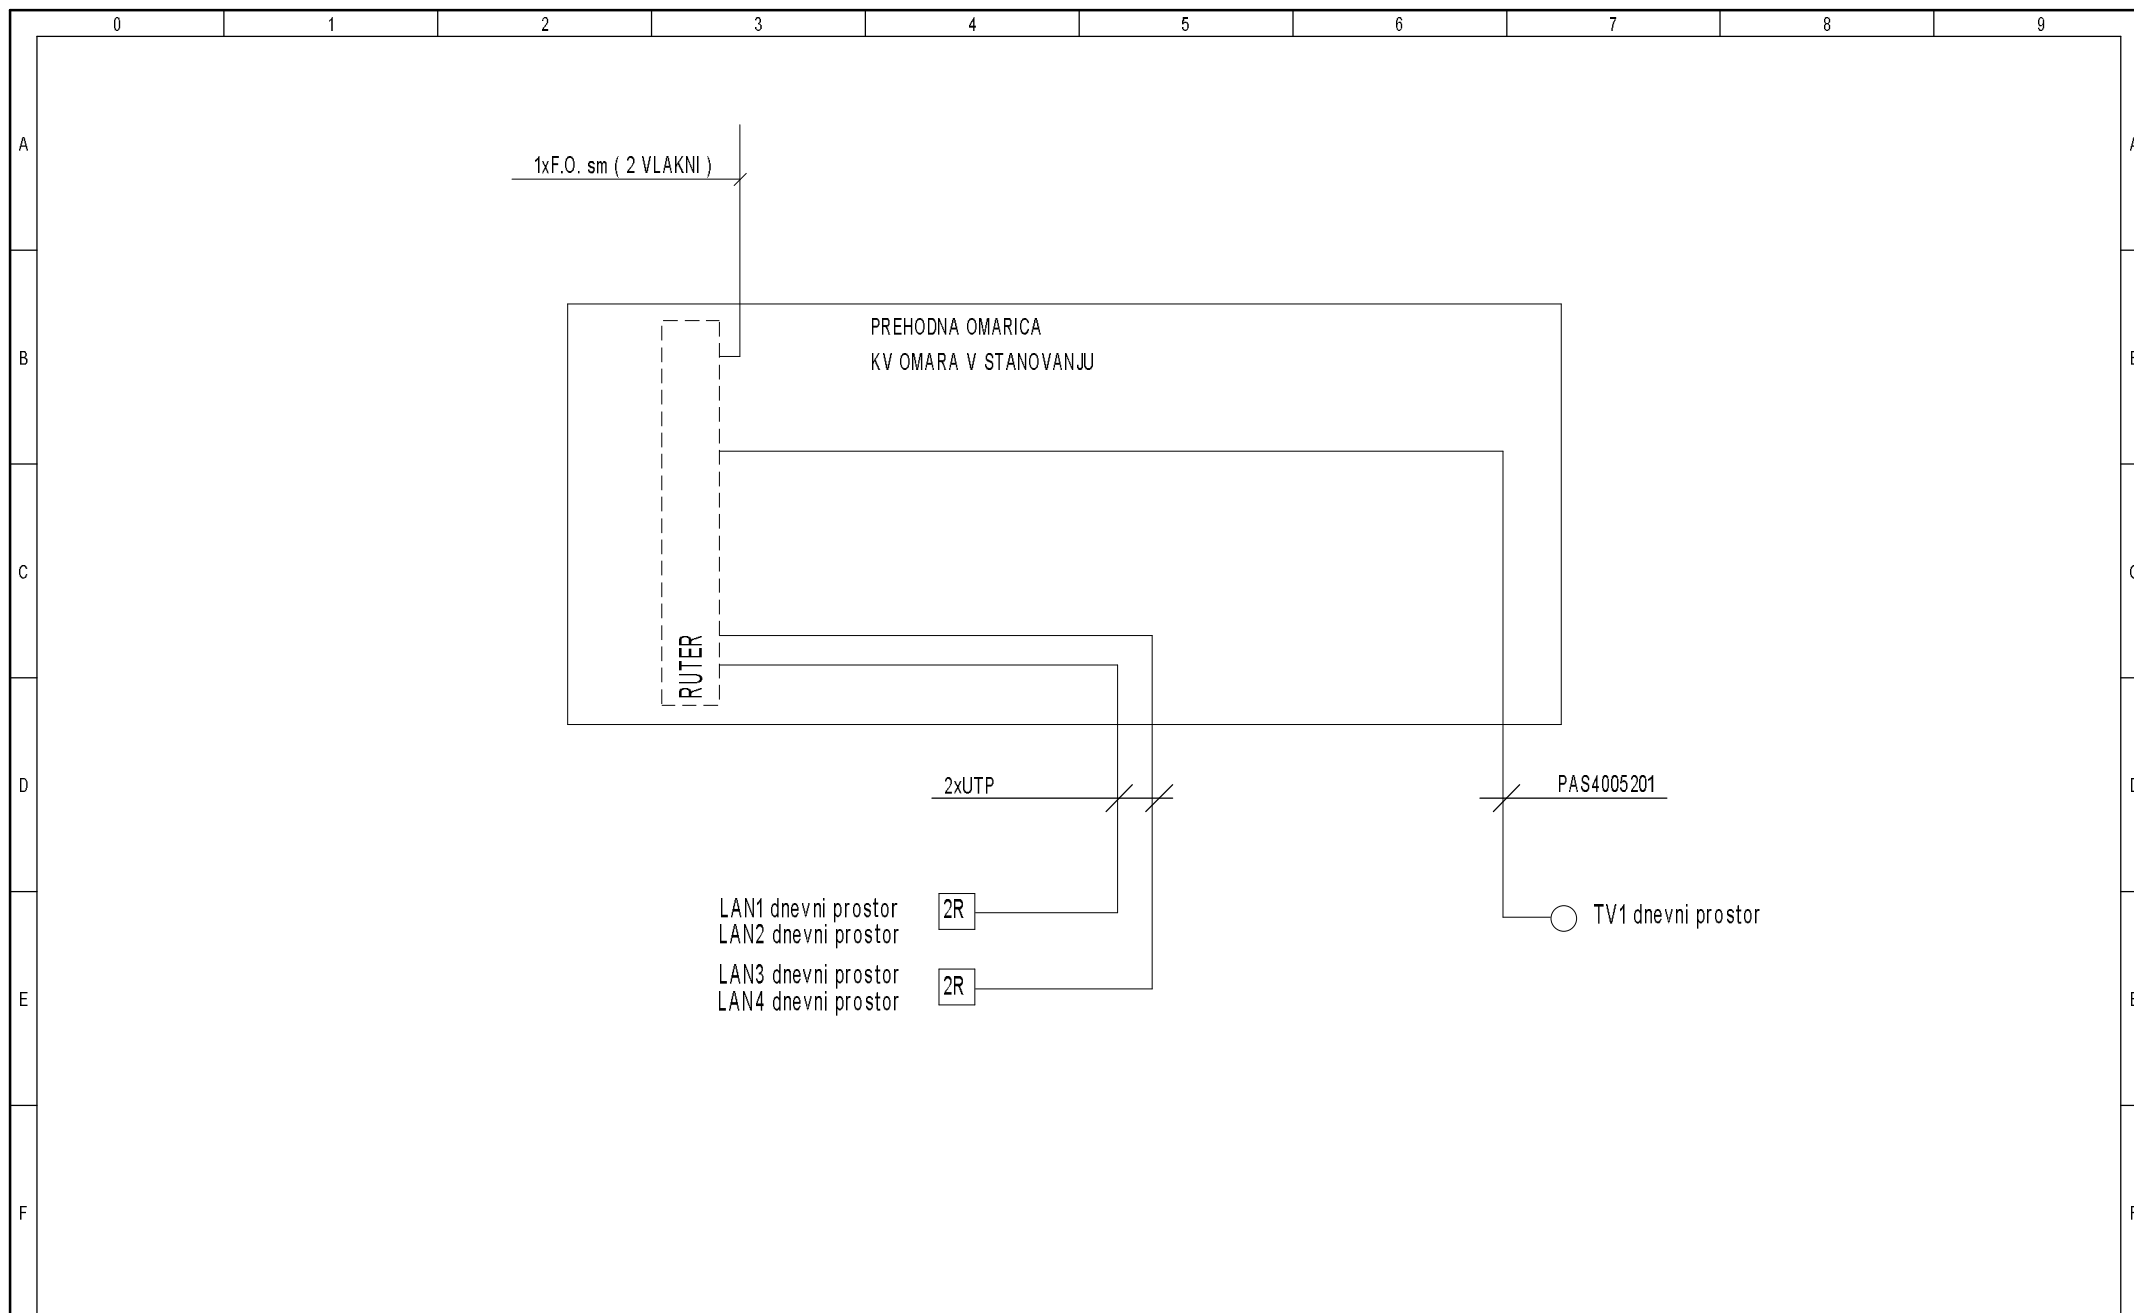 0 1 2 3 4 5 6 7 8 9
A
1xF.O. sm ( 2 VLAKNI )
B
PREHODNA OMARICA
KV OMARA V STANOVANJU
C
RUTER
D
2xUTP
PAS4005201
LAN1 dnevni prostor
LAN2 dnevni prostor
2R
TV1 dnevni prostor
E
LAN3 dnevni prostor
LAN4 dnevni prostor
2R
F